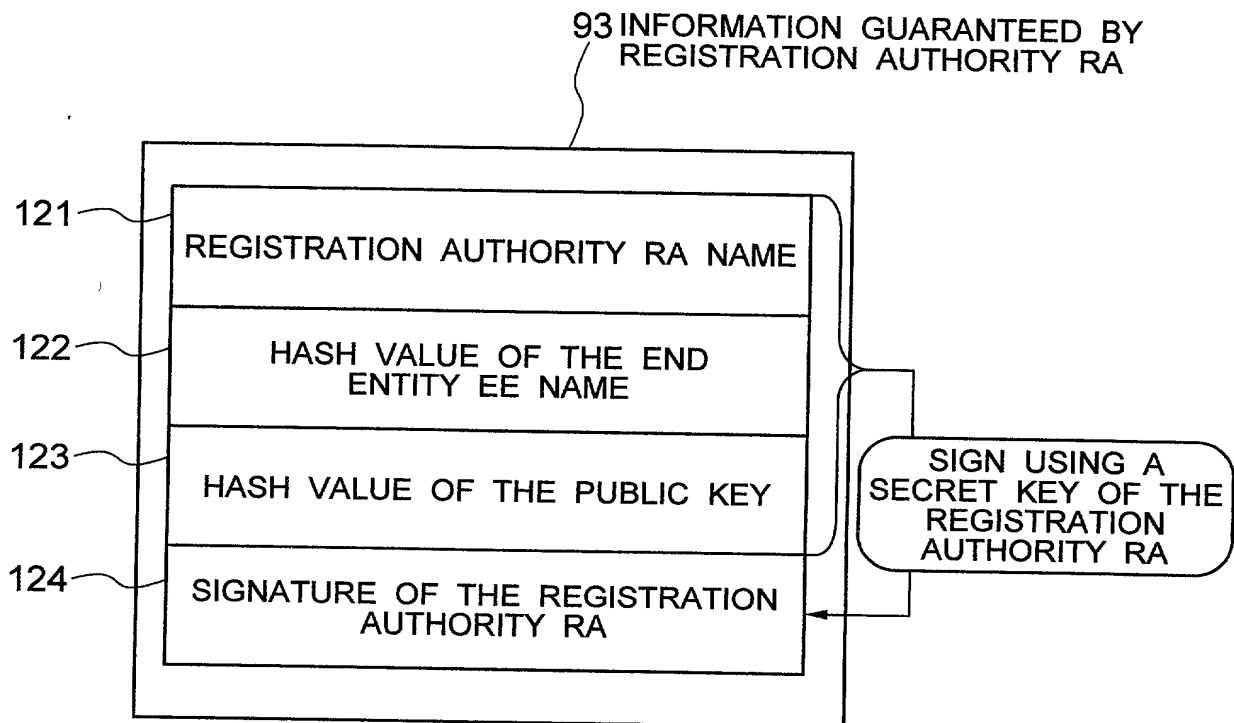 93 INFORMATION GUARANTEED BY
REGISTRATION AUTHORITY RA
121
REGISTRATION AUTHORITY RA NAME
122
HASH VALUE OF THE END
ENTITY EE NAME
123
HASH VALUE OF THE PUBLIC KEY
SIGN USING A
SECRET KEY OF THE
REGISTRATION
AUTHORITY RA
124
SIGNATURE OF THE REGISTRATION
AUTHORITY RA